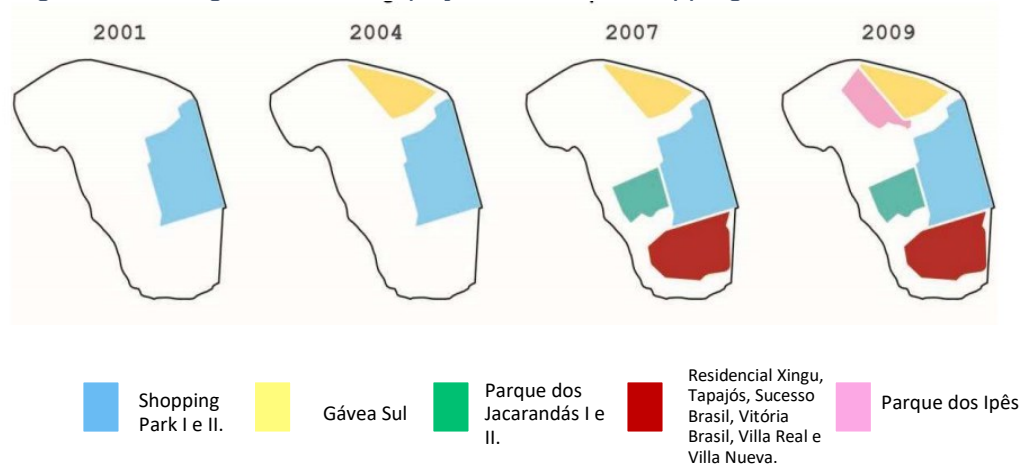 2001
2004
2007
2009
Shopping
Park I e II.
Gávea Sul
Parque dos
Jacarandás I e
II.
Residencial Xingu,
Tapajós, Sucesso
Brasil, Vitória
Brasil, Villa Real e
Villa Nueva.
Parque dos Ipês